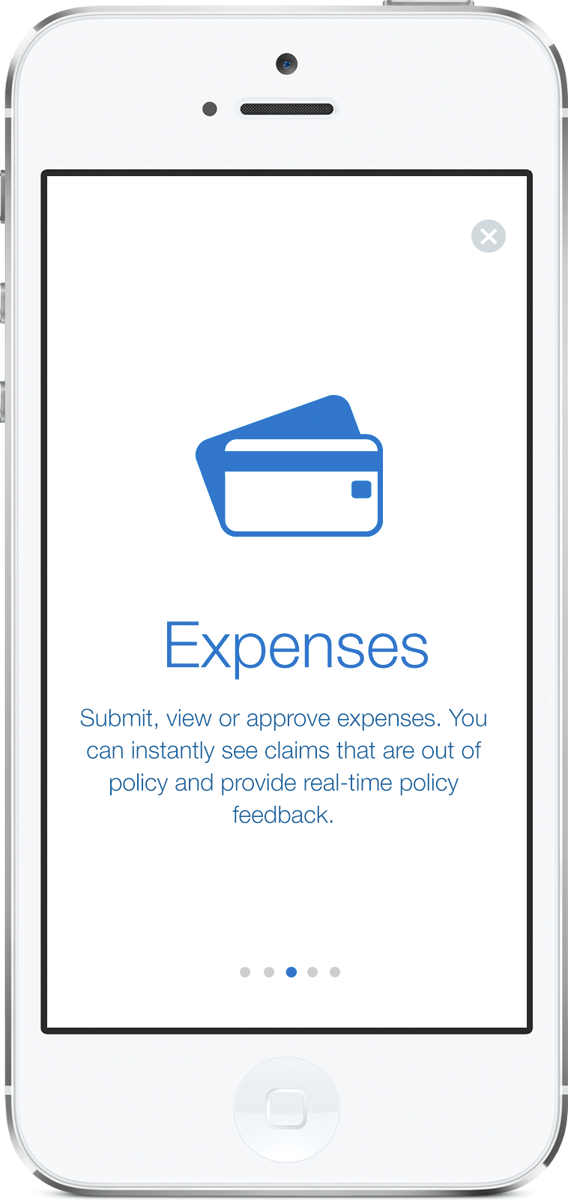 Expenses
Submit, view or approve expenses. You
can instantly see claims that are out of
policy and provide real-time policy
feedback.